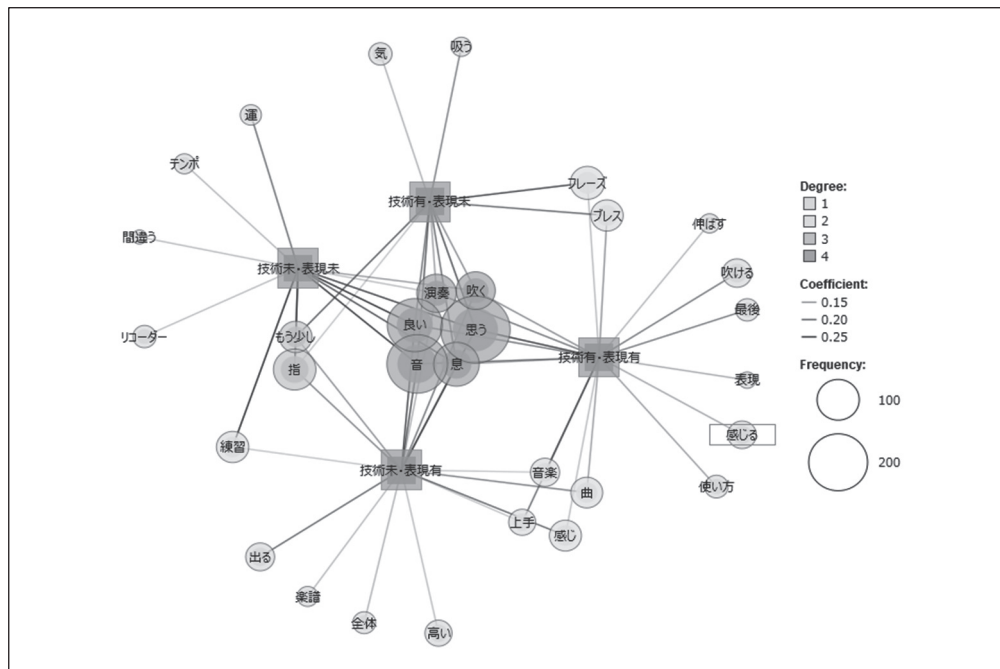 気
吸う
運
テンポ
フレーズ
技術有・表現未
ブレス
伸ばす
間違う
技術未・表現未
吹ける
演奏
吹く
最後
リコーダー
もう少し
良い
思う
指
音
息
技術有・表現有
表現
感じる
練習
技術未・表現有
音楽
使い方
曲
上手
感じ
出る
楽譜
全体
高い
Degree:
1
2
3
4
Coefficient:
0.15
0.20
0.25
Frequency:
100
200